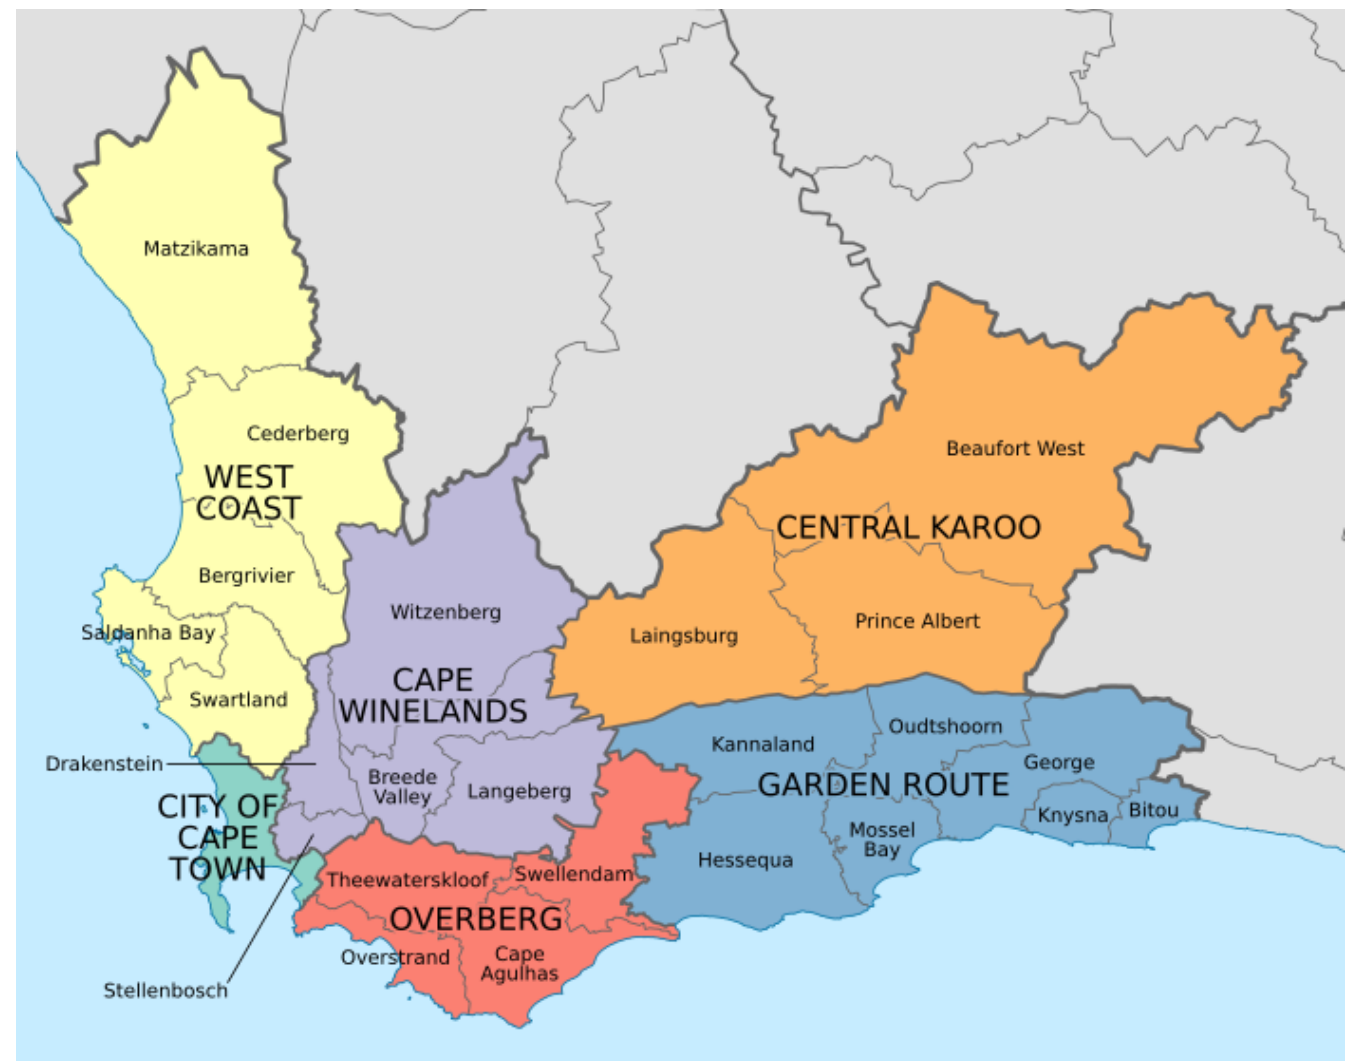 Matzikama
Cederberg
WEST
COAST
Bergrivier
Saldanha Bay
Swartland
Drakenstein
CITY OF
CAPE
TOWN
Stellenbosch
Witzenberg
CAPE
WINELANDS
Breede
Valley
Langeberg
Theewaterskloof
Swellendam
OVERBERG
Overstrand
Cape
Agulhas
Beaufort West
CENTRAL KAROO
Laingsburg
Prince Albert
Kannaland
Oudtshoorn
George
GARDEN ROUTE
Knysna
Bitou
Mossel
Bay
Hessequa